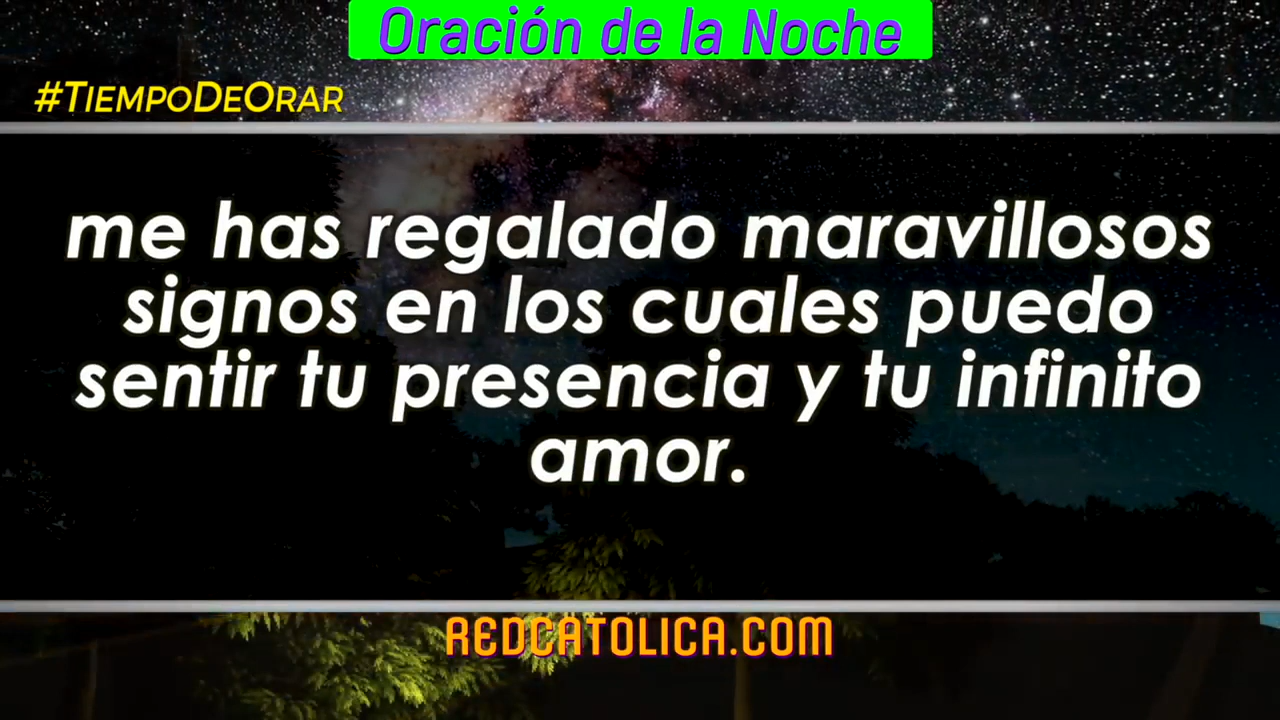 Oración de la Noche
#TiempoDeOrar
me has regalado maravillosos
signos en los cuales puedo
sentir tu presencia y tu infinito
amor.
REDCATOLICA.COM